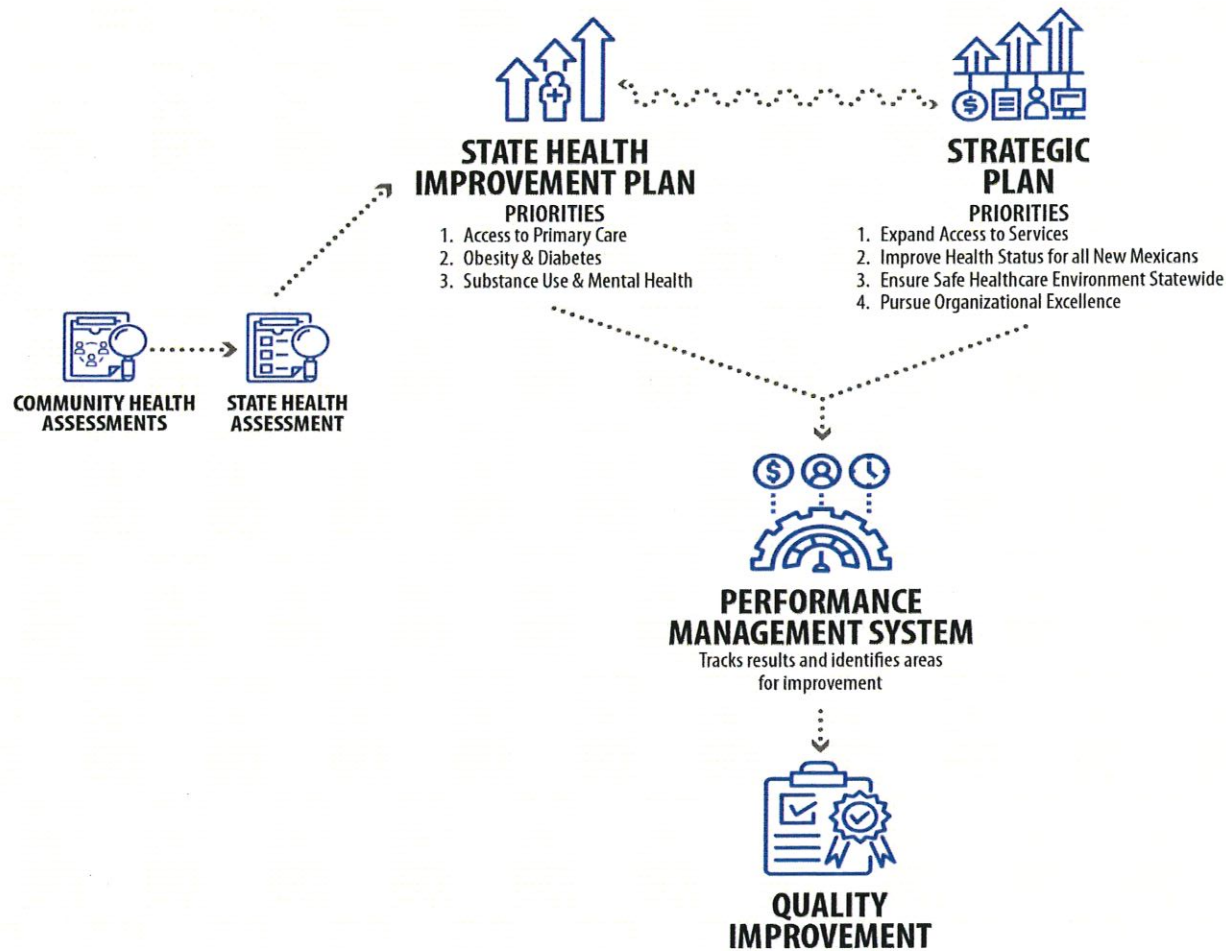 STATE HEALTH
IMPROVEMENT PLAN
PRIORITIES
1. Access to Primary Care
2. Obesity & Diabetes
3. Substance Use & Mental Health
STRATEGIC
PLAN
PRIORITIES
1. Expand Access to Services
2. Improve Health Status for all New Mexicans
3. Ensure Safe Healthcare Environment Statewide
4. Pursue Organizational Excellence
COMMUNITY HEALTH
ASSESSMENTS
STATE HEALTH
ASSESSMENT
$
$
PERFORMANCE
MANAGEMENT SYSTEM
Tracks results and identifies areas
for improvement
QUALITY
IMPROVEMENT